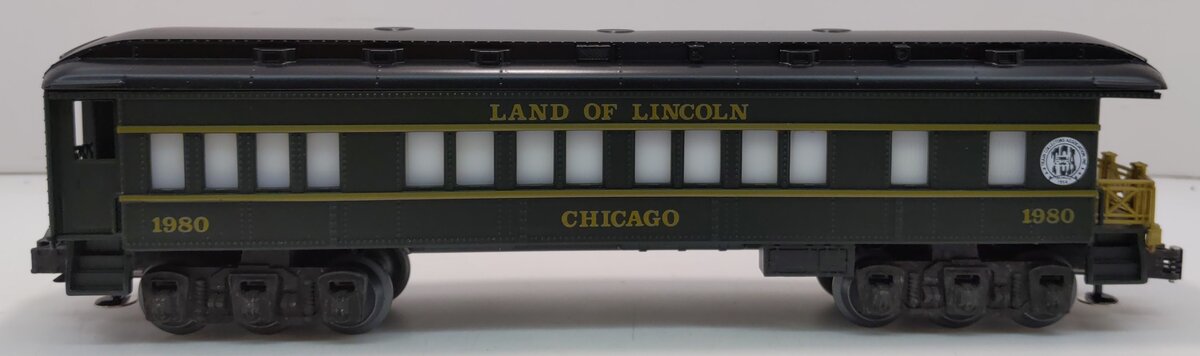 LAND OF LINCOLN
1980
CHICAGO
1980